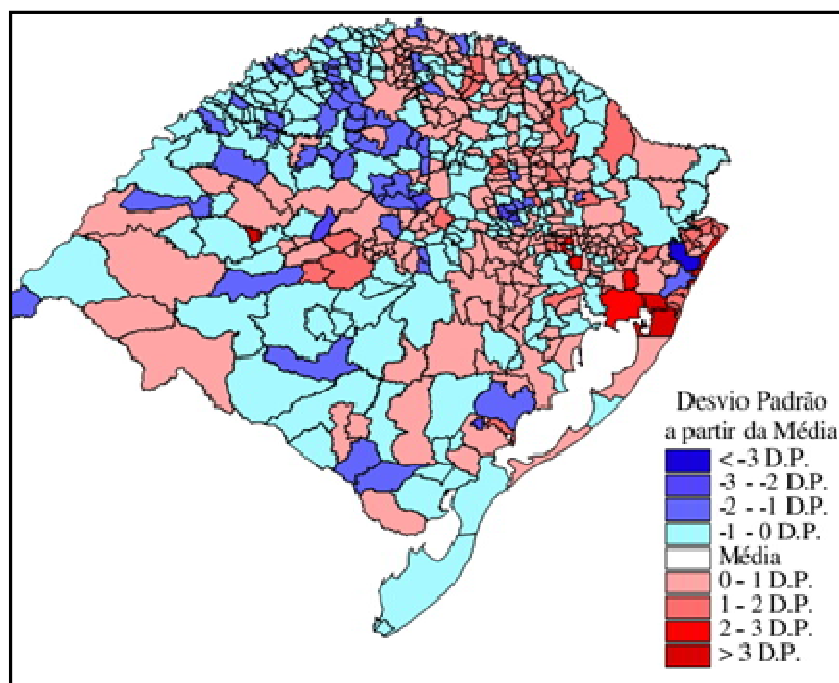 Desvio Padrão
a partir da Média
< -3 D.P.
-3 - -2 D.P.
-2 - -1 D.P.
-1 - 0 D.P.
Média
0 - 1 D.P.
1 - 2 D.P.
2 - 3 D.P.
> 3 D.P.